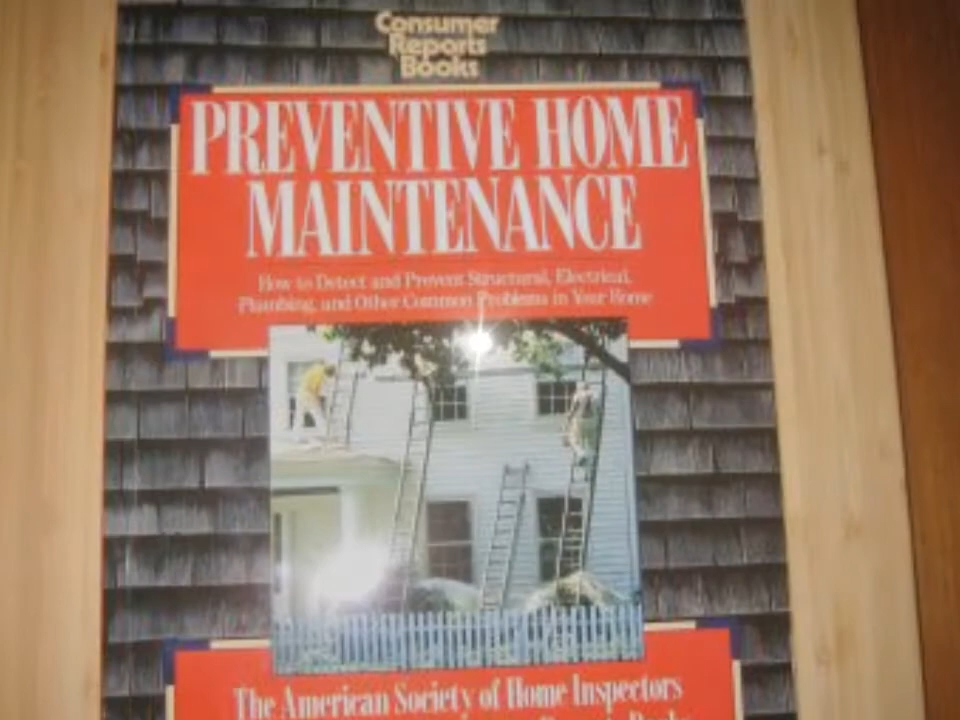 Consumer
Reports
Books
PREVENTIVE HOME
MAINTENANCE
How to Detect and Prevent Structural, Electrical,
Plumbing, and Other Common Problems in Your Home
The American Society of Home Inspectors